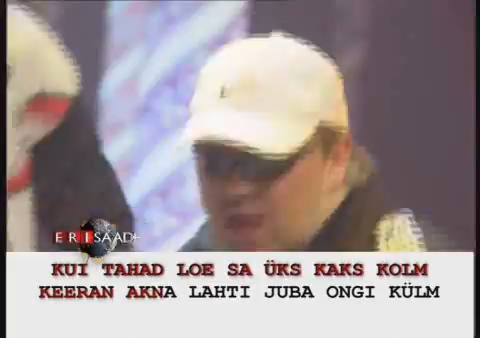 ERISAADE
KUI TAHAD LOE SA ÜKS KAKS KOLM
KEERAN AKNA LAHTI JUBA ONGI KÜLM